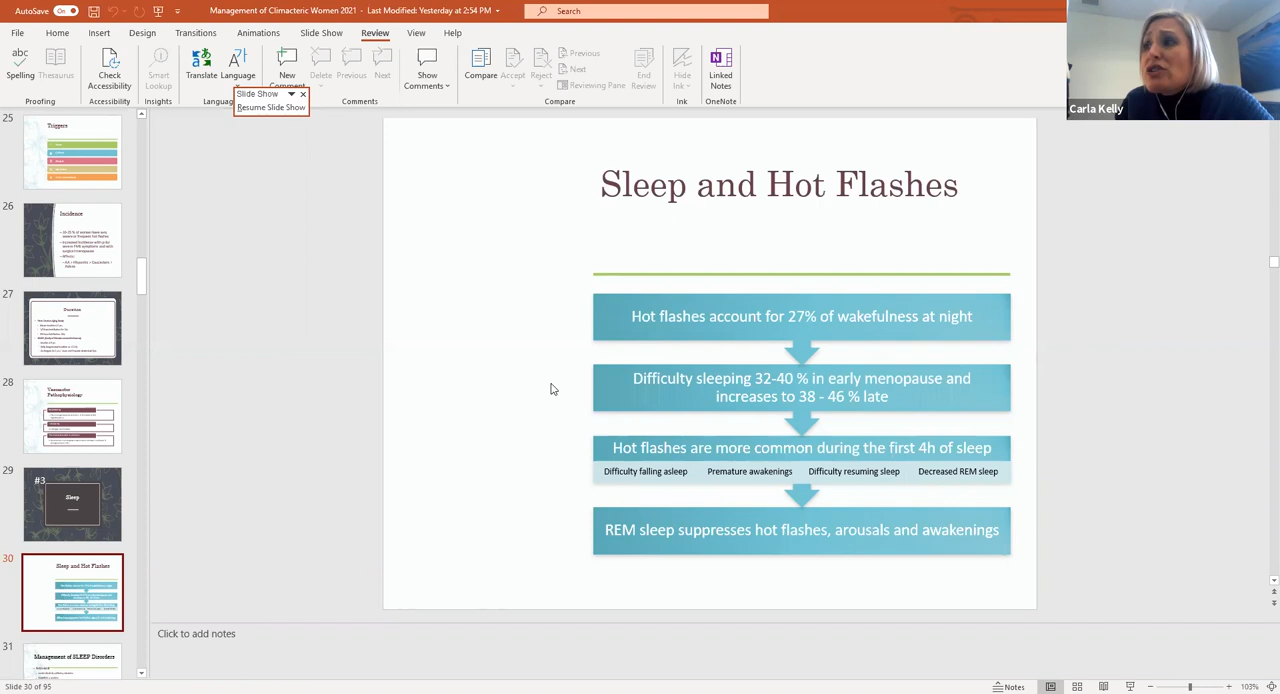 AutoSave On Management of Climacteric Women 2021 - Last Modified: Yesterday at 2:54 PM Search
File Home Insert Design Transitions Animations Slide Show Review View Help
Spelling Thesaurus Check Accessibility Smart Lookup Translate Language New Comment Delete Previous Next Show Comments Compare Accept Reject Previous Next Reviewing Pane End Review Hide Ink Linked Notes
Proofing Accessibility Insights Comments Compare Ink OneNote
Slide Show
Resume Slide Show
Carla Kelly
25
Triggers
26
Incidence
27
Duration
28
Vasomotor
Pathophysiology
29
#3
Sleep
30
Sleep and Hot Flashes
31
Management of SLEEP Disorders
Sleep and Hot Flashes
Hot flashes account for 27% of wakefulness at night
Difficulty sleeping 32-40 % in early menopause and
increases to 38 - 46 % late
Hot flashes are more common during the first 4h of sleep
Difficulty falling asleep Premature awakenings Difficulty resuming sleep Decreased REM sleep
REM sleep suppresses hot flashes, arousals and awakenings
Click to add notes
Slide 30 of 95 Notes 103%